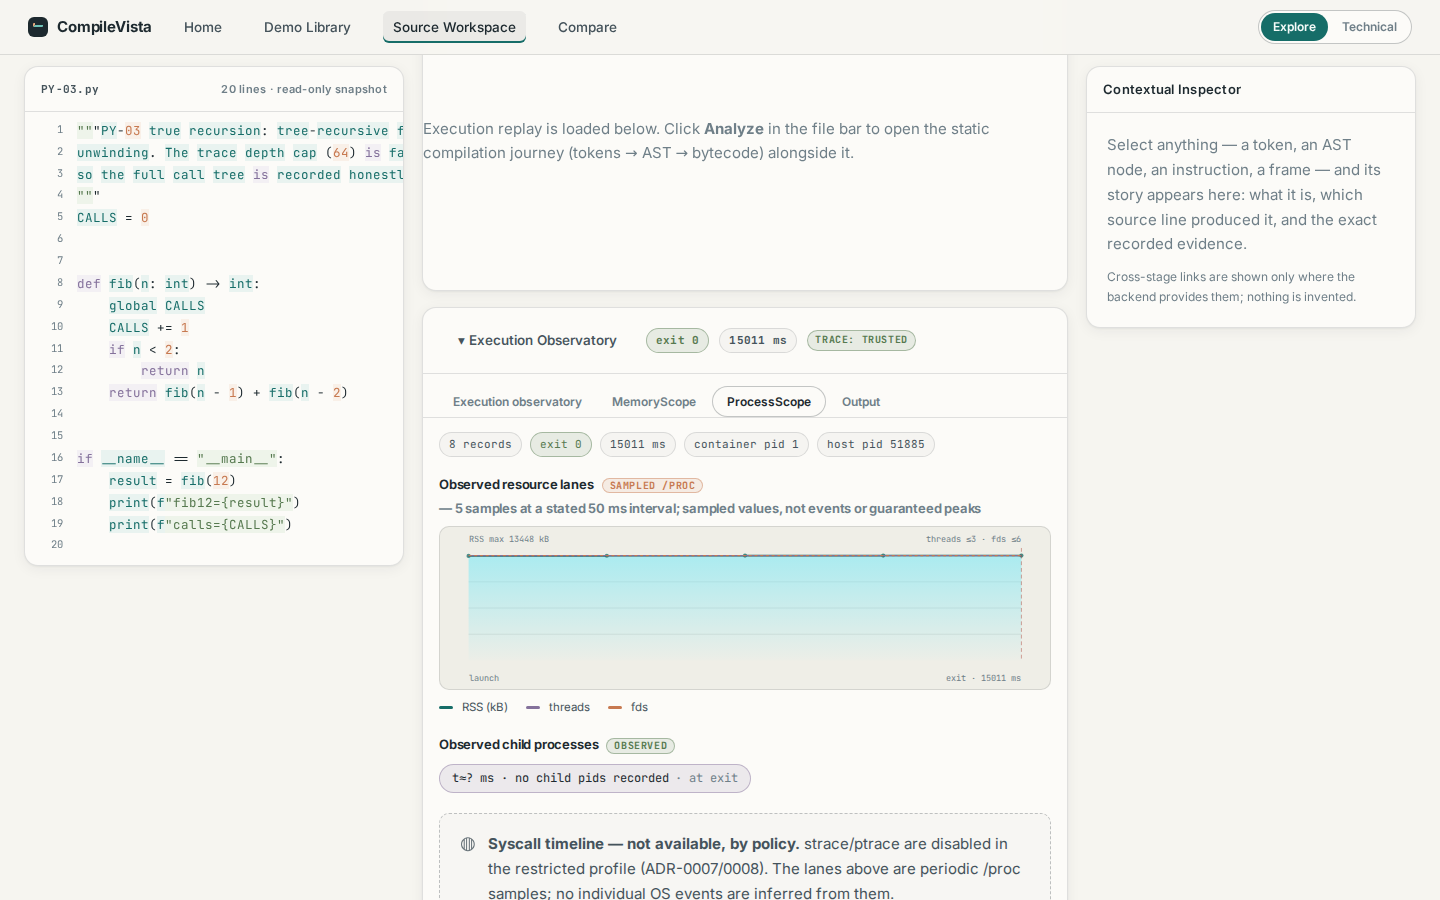 CompileVista
Home
Demo Library
Source Workspace
Compare
Explore
Technical
PY-03.py
20 lines · read-only snapshot
1 """PY-03 true recursion: tree-recursive f
2 unwinding. The trace depth cap (64) is fa
3 so the full call tree is recorded honestl
4 """
5 CALLS = 0
6
7
8 def fib(n: int) -> int:
9 global CALLS
10 CALLS += 1
11 if n < 2:
12 return n
13 return fib(n - 1) + fib(n - 2)
14
15
16 if __name__ == "__main__":
17 result = fib(12)
18 print(f"fib12={result}")
19 print(f"calls={CALLS}")
20
Execution replay is loaded below. Click Analyze in the file bar to open the static
compilation journey (tokens → AST → bytecode) alongside it.
▾ Execution Observatory
exit 0
15011 ms
TRACE: TRUSTED
Execution observatory
MemoryScope
ProcessScope
Output
8 records
exit 0
15011 ms
container pid 1
host pid 51885
Observed resource lanes SAMPLED /PROC
— 5 samples at a stated 50 ms interval; sampled values, not events or guaranteed peaks
RSS max 13448 kB
threads ≤3 · fds ≤6
launch
exit · 15011 ms
RSS (kB)
threads
fds
Observed child processes OBSERVED
t≈? ms · no child pids recorded · at exit
Syscall timeline — not available, by policy. strace/ptrace are disabled in
the restricted profile (ADR-0007/0008). The lanes above are periodic /proc
samples; no individual OS events are inferred from them.
Contextual Inspector
Select anything — a token, an AST
node, an instruction, a frame — and its
story appears here: what it is, which
source line produced it, and the exact
recorded evidence.
Cross-stage links are shown only where the
backend provides them; nothing is invented.